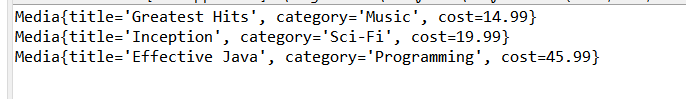 Media{title='Greatest Hits', category='Music', cost=14.99}
Media{title='Inception', category='Sci-Fi', cost=19.99}
Media{title='Effective Java', category='Programming', cost=45.99}